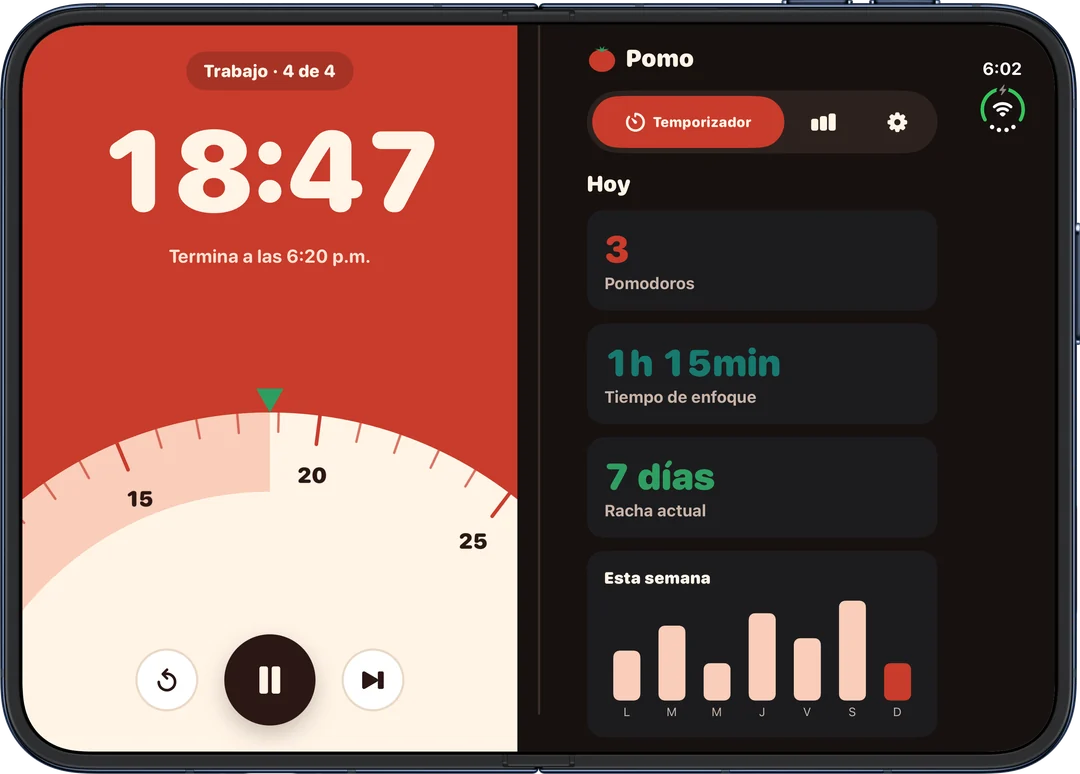 Trabajo · 4 de 4
18:47
Termina a las 6:20 p.m.
15
20
25
Pomo
6:02
Temporizador
Hoy
3
Pomodoros
1h 15min
Tiempo de enfoque
7 días
Racha actual
Esta semana
L M M J V S D